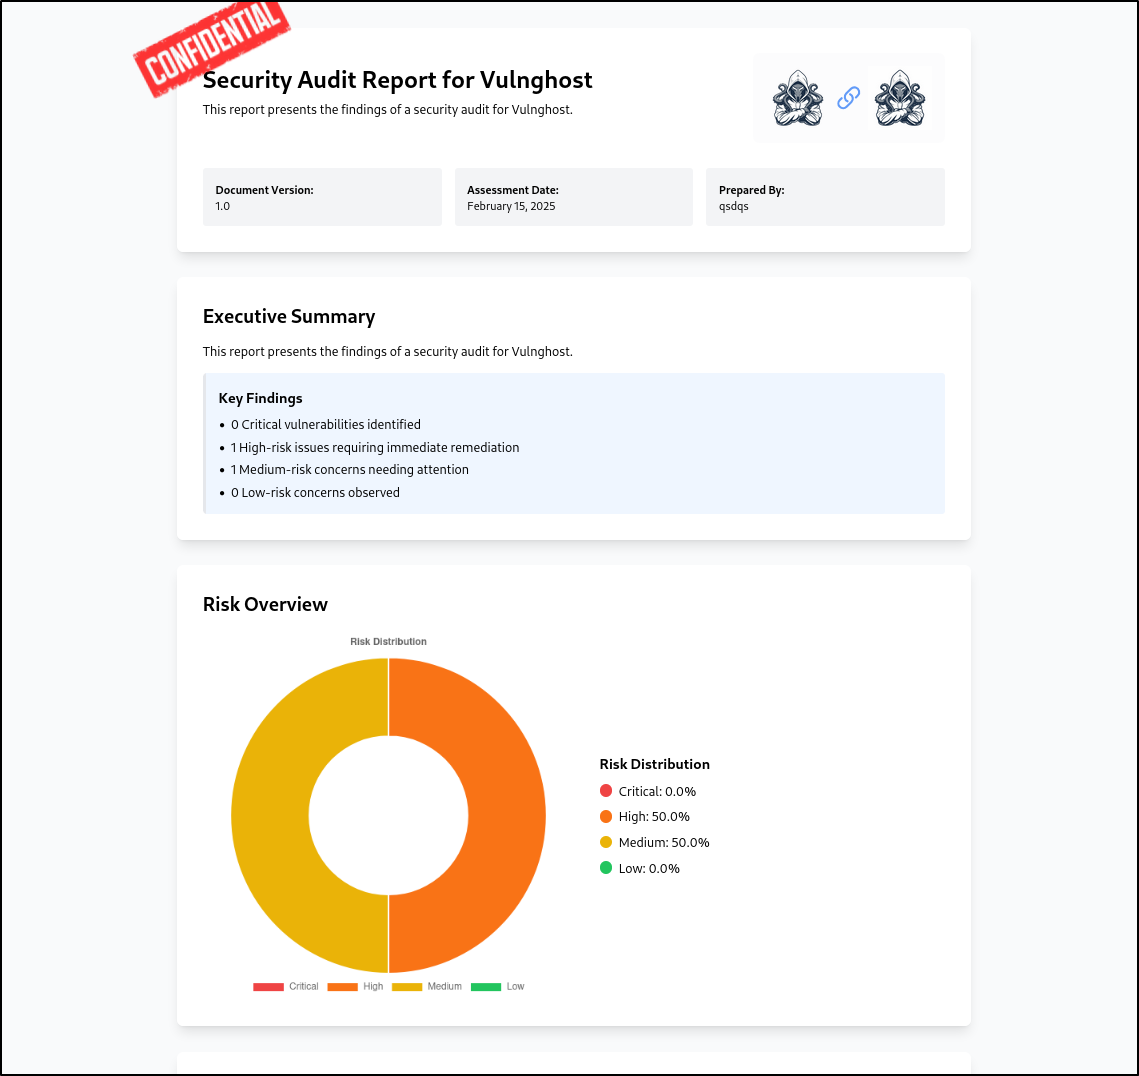 CONFIDENTIAL
Security Audit Report for Vulnghost
This report presents the findings of a security audit for Vulnghost.
Document Version:
1.0
Assessment Date:
February 15, 2025
Prepared By:
qsdqs
Executive Summary
This report presents the findings of a security audit for Vulnghost.
Key Findings
• 0 Critical vulnerabilities identified
• 1 High-risk issues requiring immediate remediation
• 1 Medium-risk concerns needing attention
• 0 Low-risk concerns observed
Risk Overview
Risk Distribution
Critical High Medium Low
Risk Distribution
Critical: 0.0%
High: 50.0%
Medium: 50.0%
Low: 0.0%